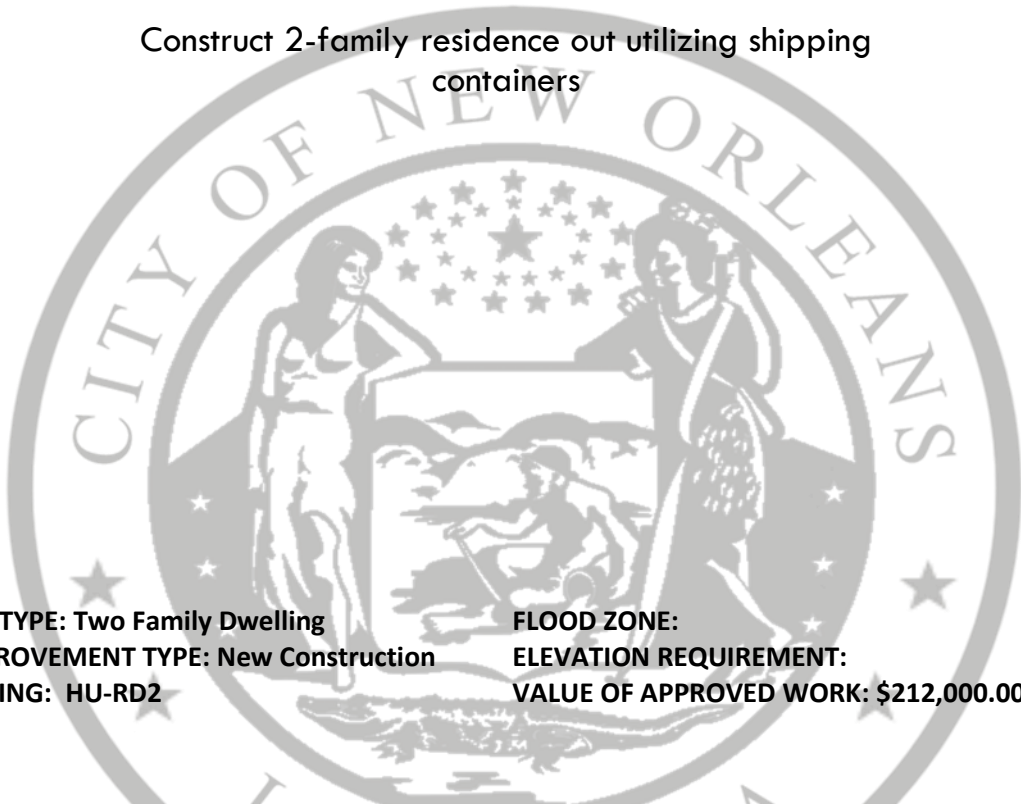 Construct 2-family residence out utilizing shipping
containers
CITY OF NEW ORLEANS
TYPE: Two Family Dwelling
FLOOD ZONE:
ROVEMENT TYPE: New Construction
ELEVATION REQUIREMENT:
ING: HU-RD2
VALUE OF APPROVED WORK: $212,000.00